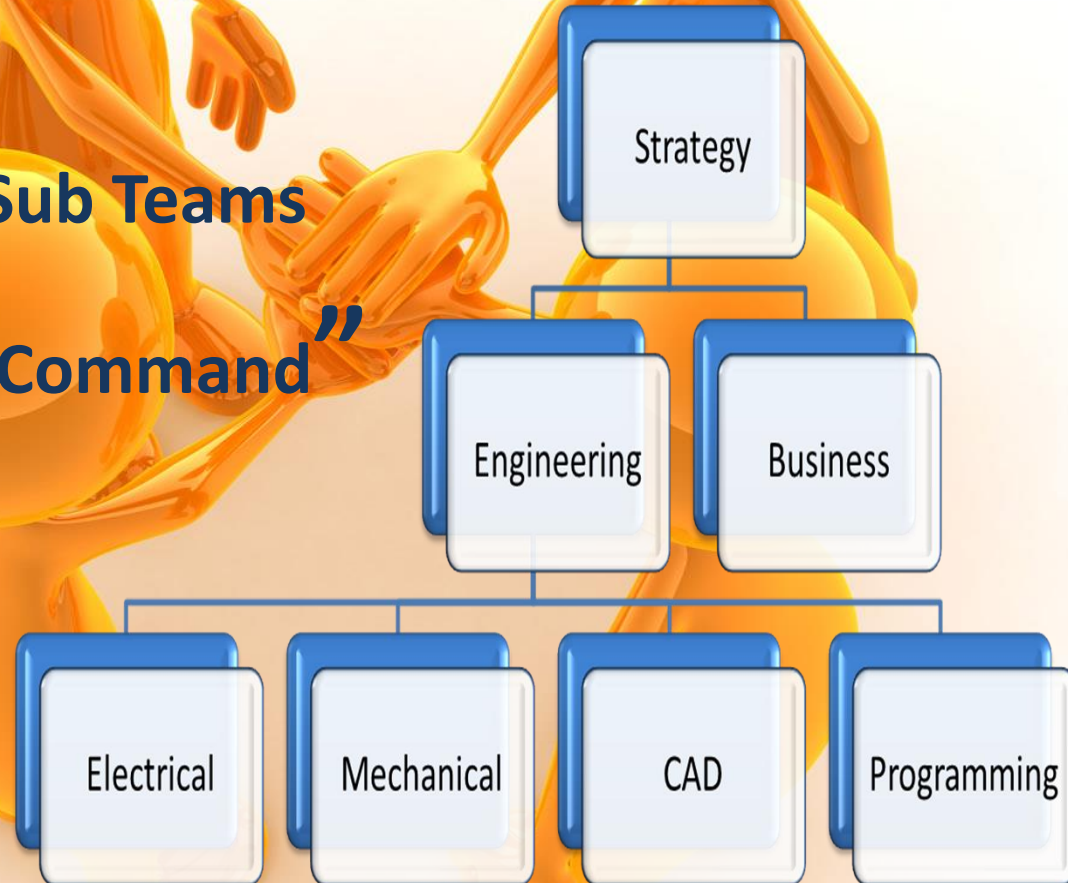 Sub Teams
Command”
Strategy
Engineering
Business
Electrical
Mechanical
CAD
Programming